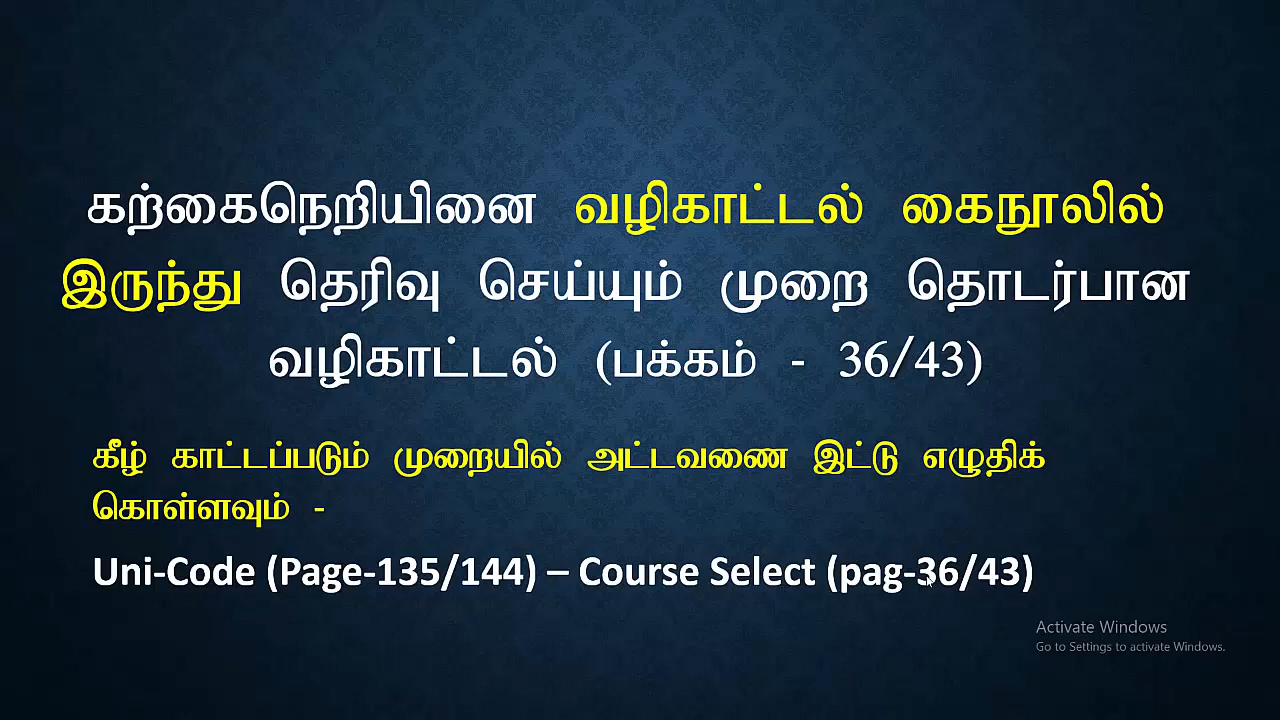 கற்கைநெறியினை வழிகாட்டல் கைநூலில்
இருந்து தெரிவு செய்யும் முறை தொடர்பான
வழிகாட்டல் (பக்கம் - 36/43)
கீழ் காட்டப்படும் முறையில் அட்டவணை இட்டு எழுதிக்
கொள்ளவும் -
Uni-Code (Page-135/144) – Course Select (pag-36/43)
Activate Windows
Go to Settings to activate Windows.